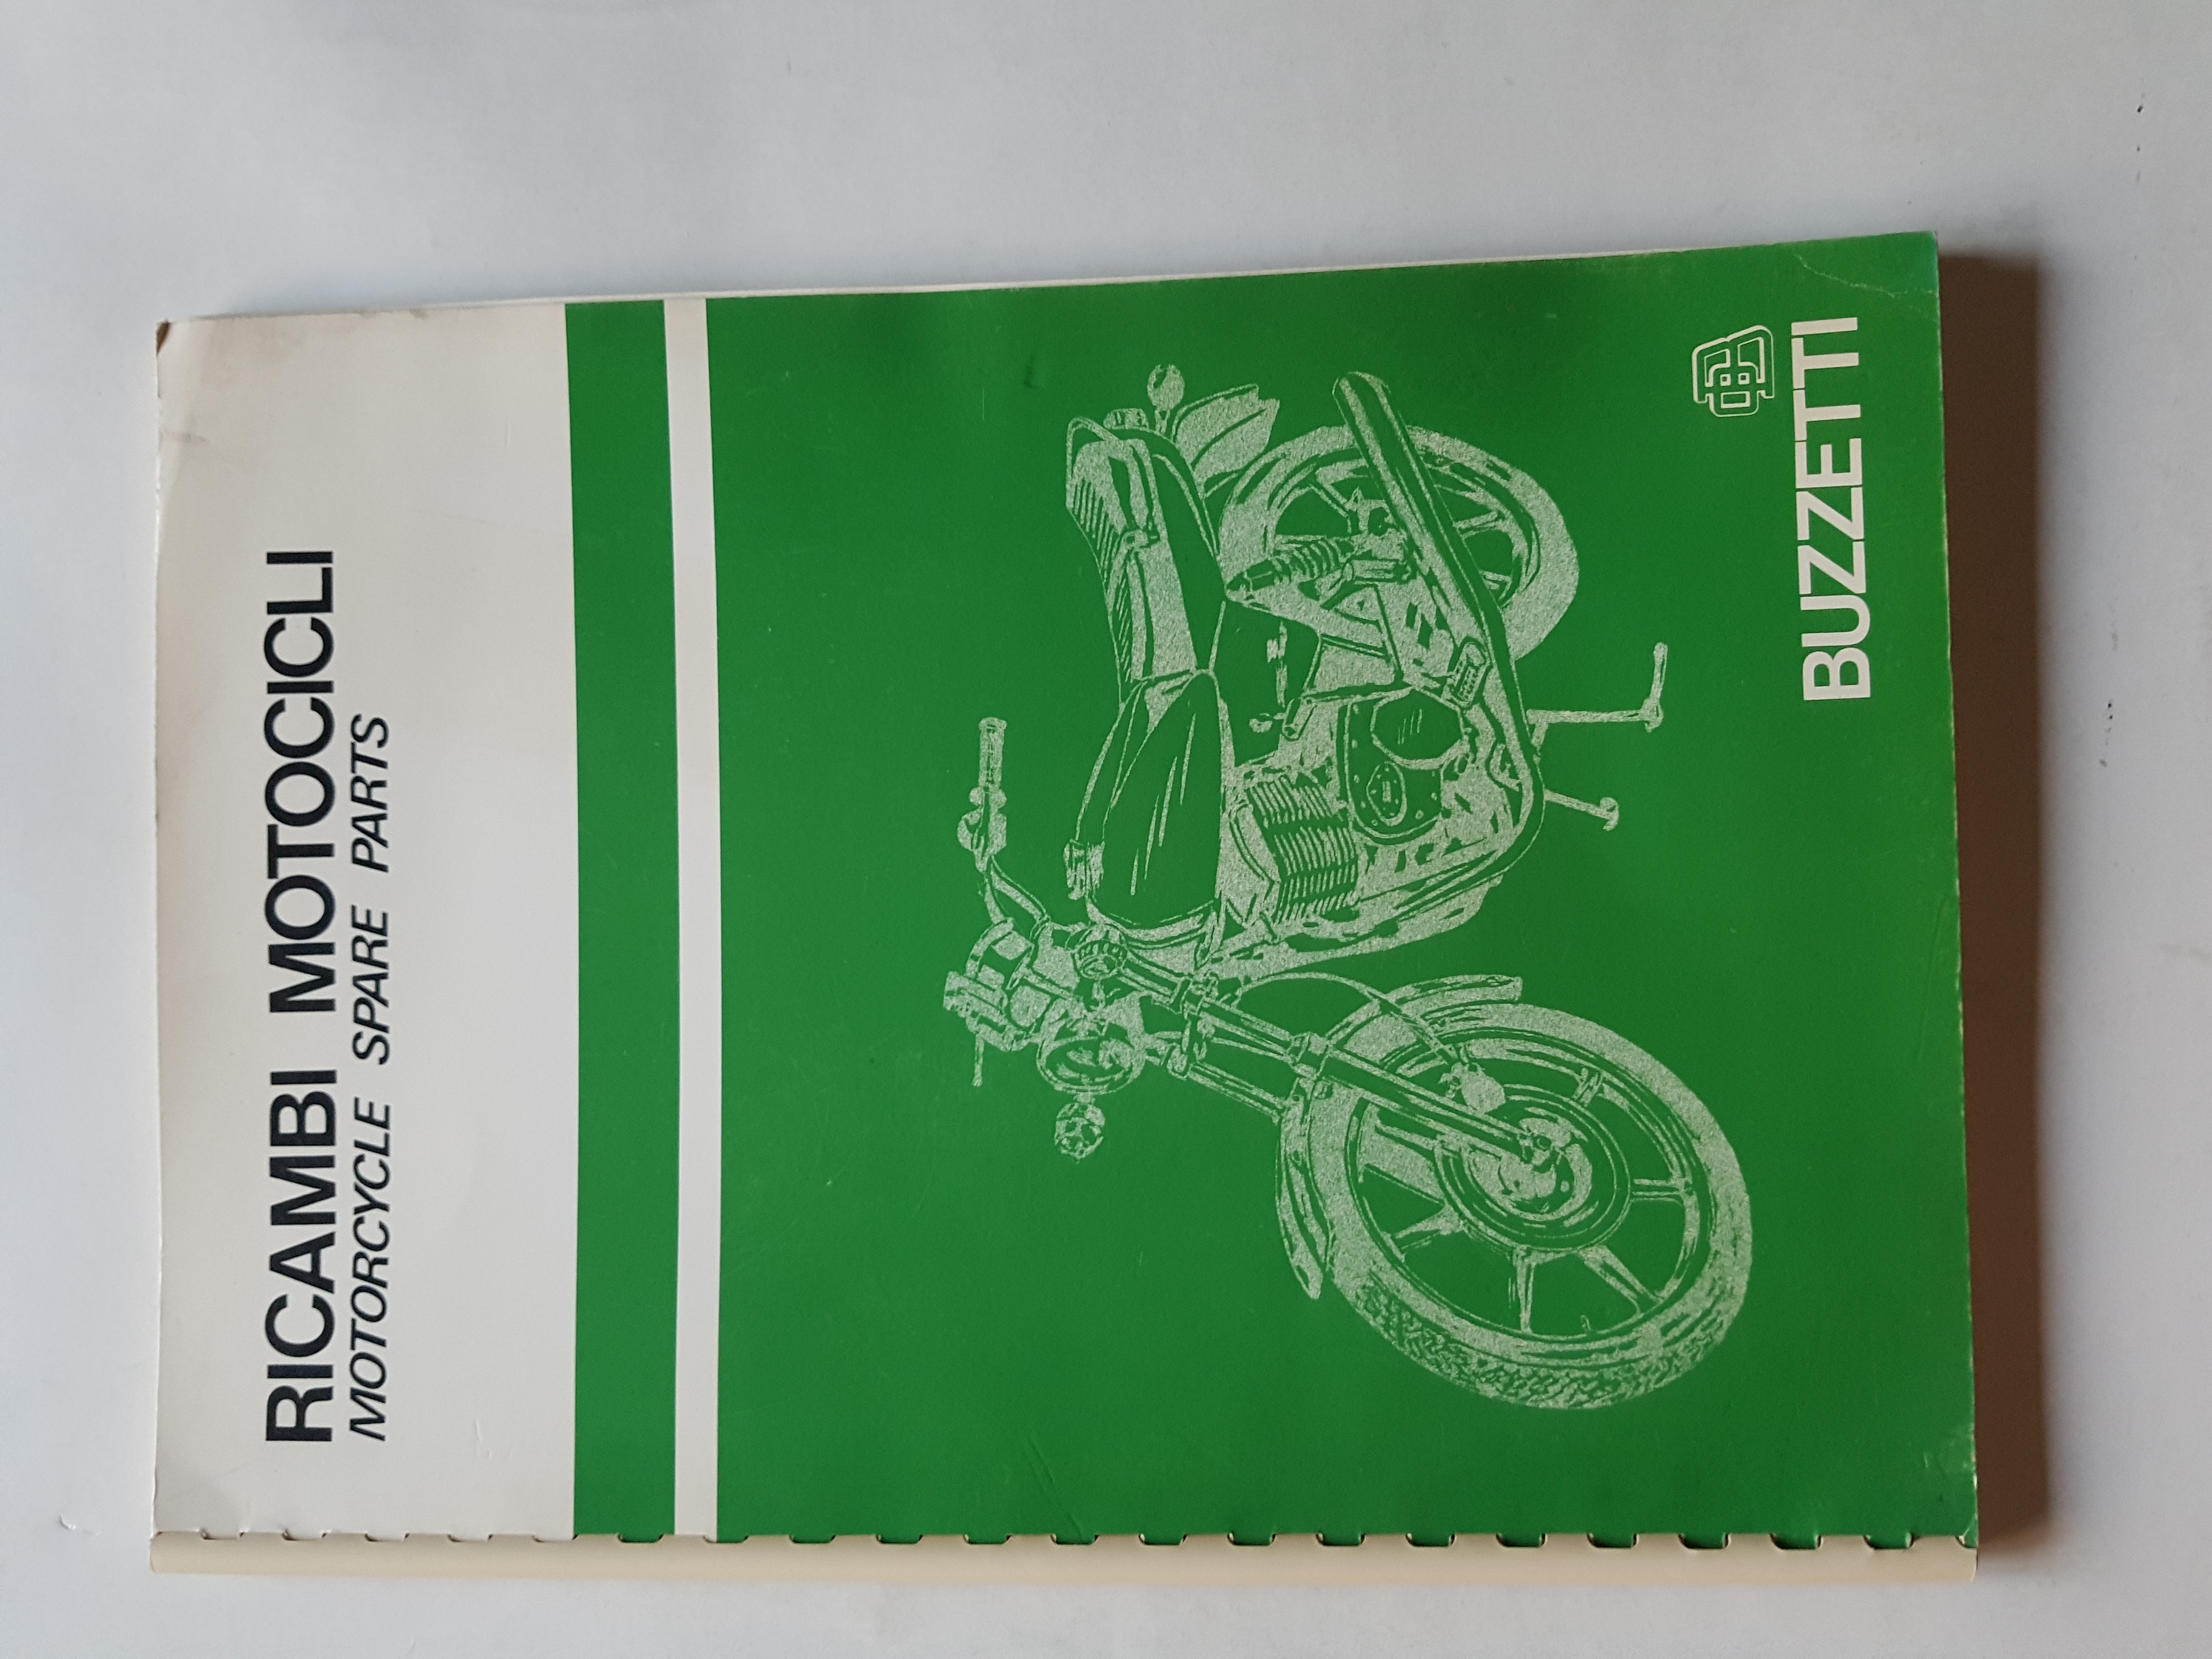 RICAMBI MOTOCICLI
MOTORCYCLE SPARE PARTS
BUZZETTI